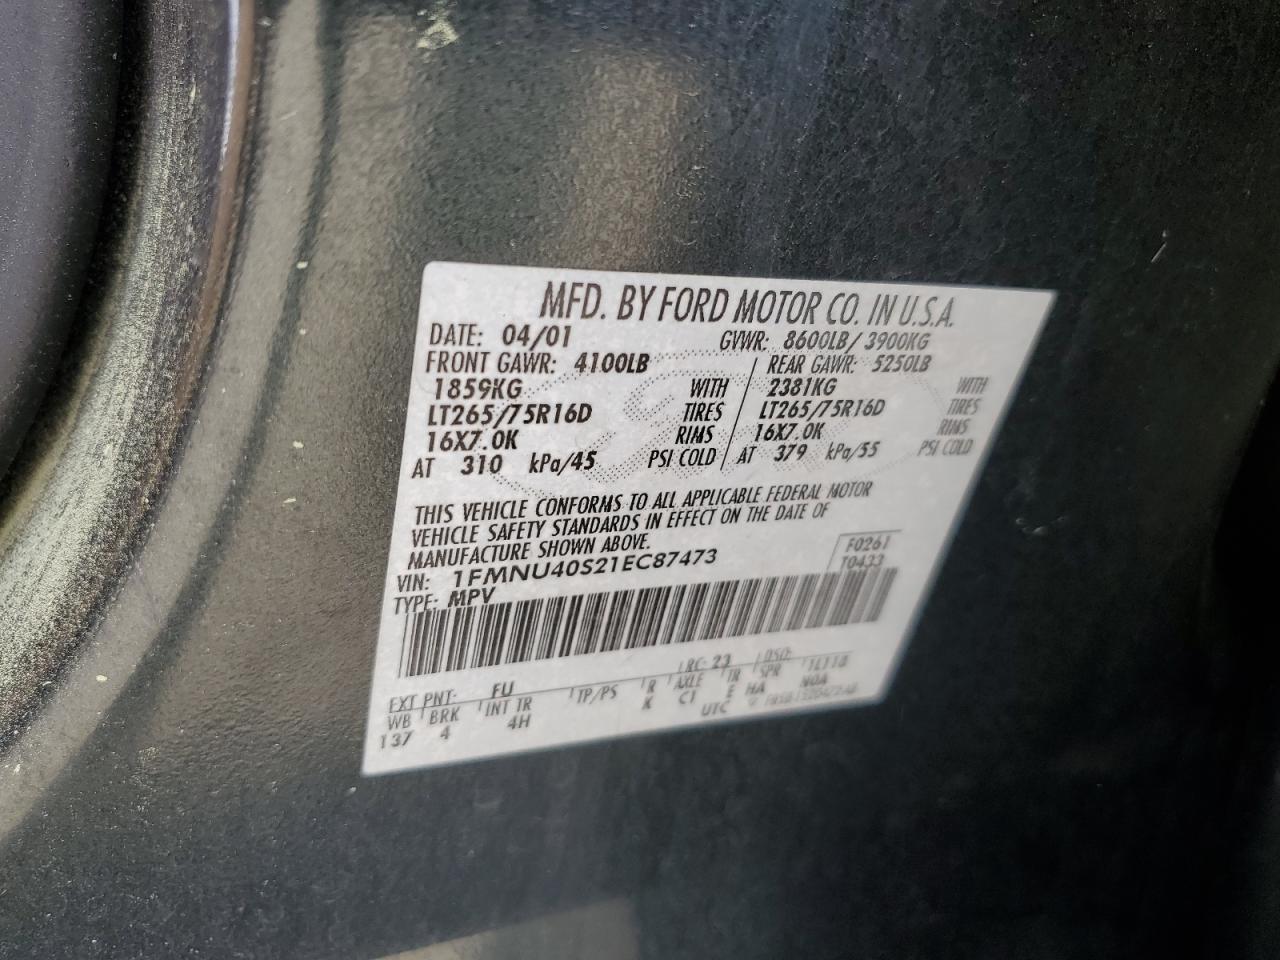 MFD. BY FORD MOTOR CO. IN U.S.A.
DATE: 04/01 GVWR: 8600LB/ 3900KG
FRONT GAWR: 4100LB REAR GAWR: 5250LB
1859KG WITH 2381KG WITH
LT265/75R16D TIRES LT265/75R16D TIRES
16X7.0K RIMS 16X7.0K RIMS
AT 310 kPa/45 PSI COLD AT 379 kPa/55 PSI COLD
THIS VEHICLE CONFORMS TO ALL APPLICABLE FEDERAL MOTOR
VEHICLE SAFETY STANDARDS IN EFFECT ON THE DATE OF
MANUFACTURE SHOWN ABOVE.
VIN: 1FMNU40S21EC87473 F0261
TYPE: MPV T0433
EXT PNT: FU RC: 23 DSO:
WB BRK INT TR TP/PS R AXLE TR SPR
137 4 4H K C1 E HA
UTC